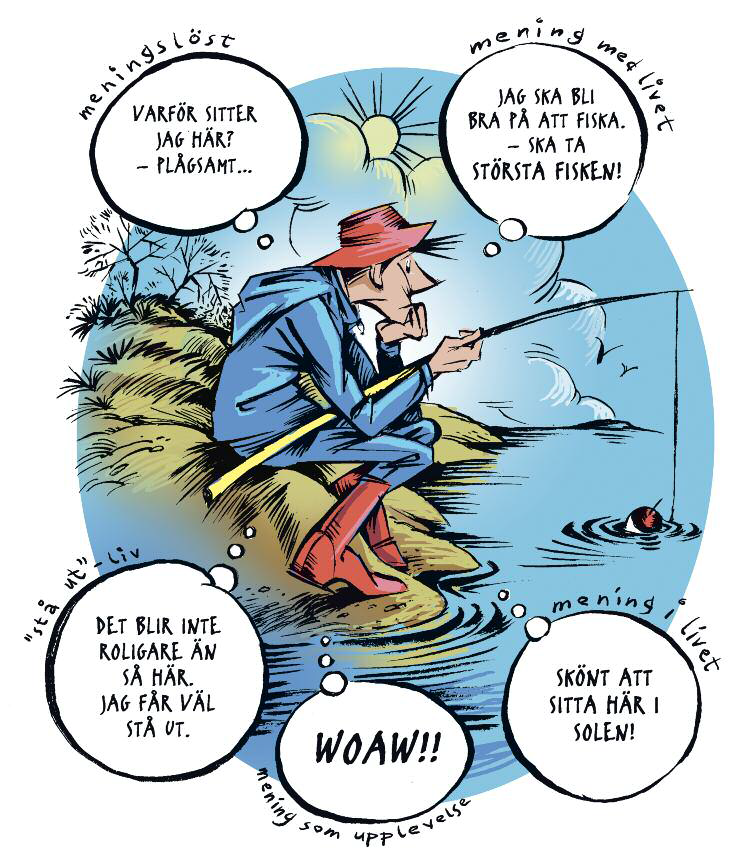 meningslöst
VARFÖR SITTER
JAG HÄR?
– PLÅGSAMT...
mening med livet
JAG SKA BLI
BRA PÅ ATT FISKA.
– SKA TA
STÖRSTA FISKEN!
"stå ut"-liv
DET BLIR INTE
ROLIGARE ÄN
SÅ HÄR.
JAG FÅR VÄL
STÅ UT.
WOAW!!
mening som upplevelse
mening i livet
SKÖNT ATT
SITTA HÄR I
SOLEN!